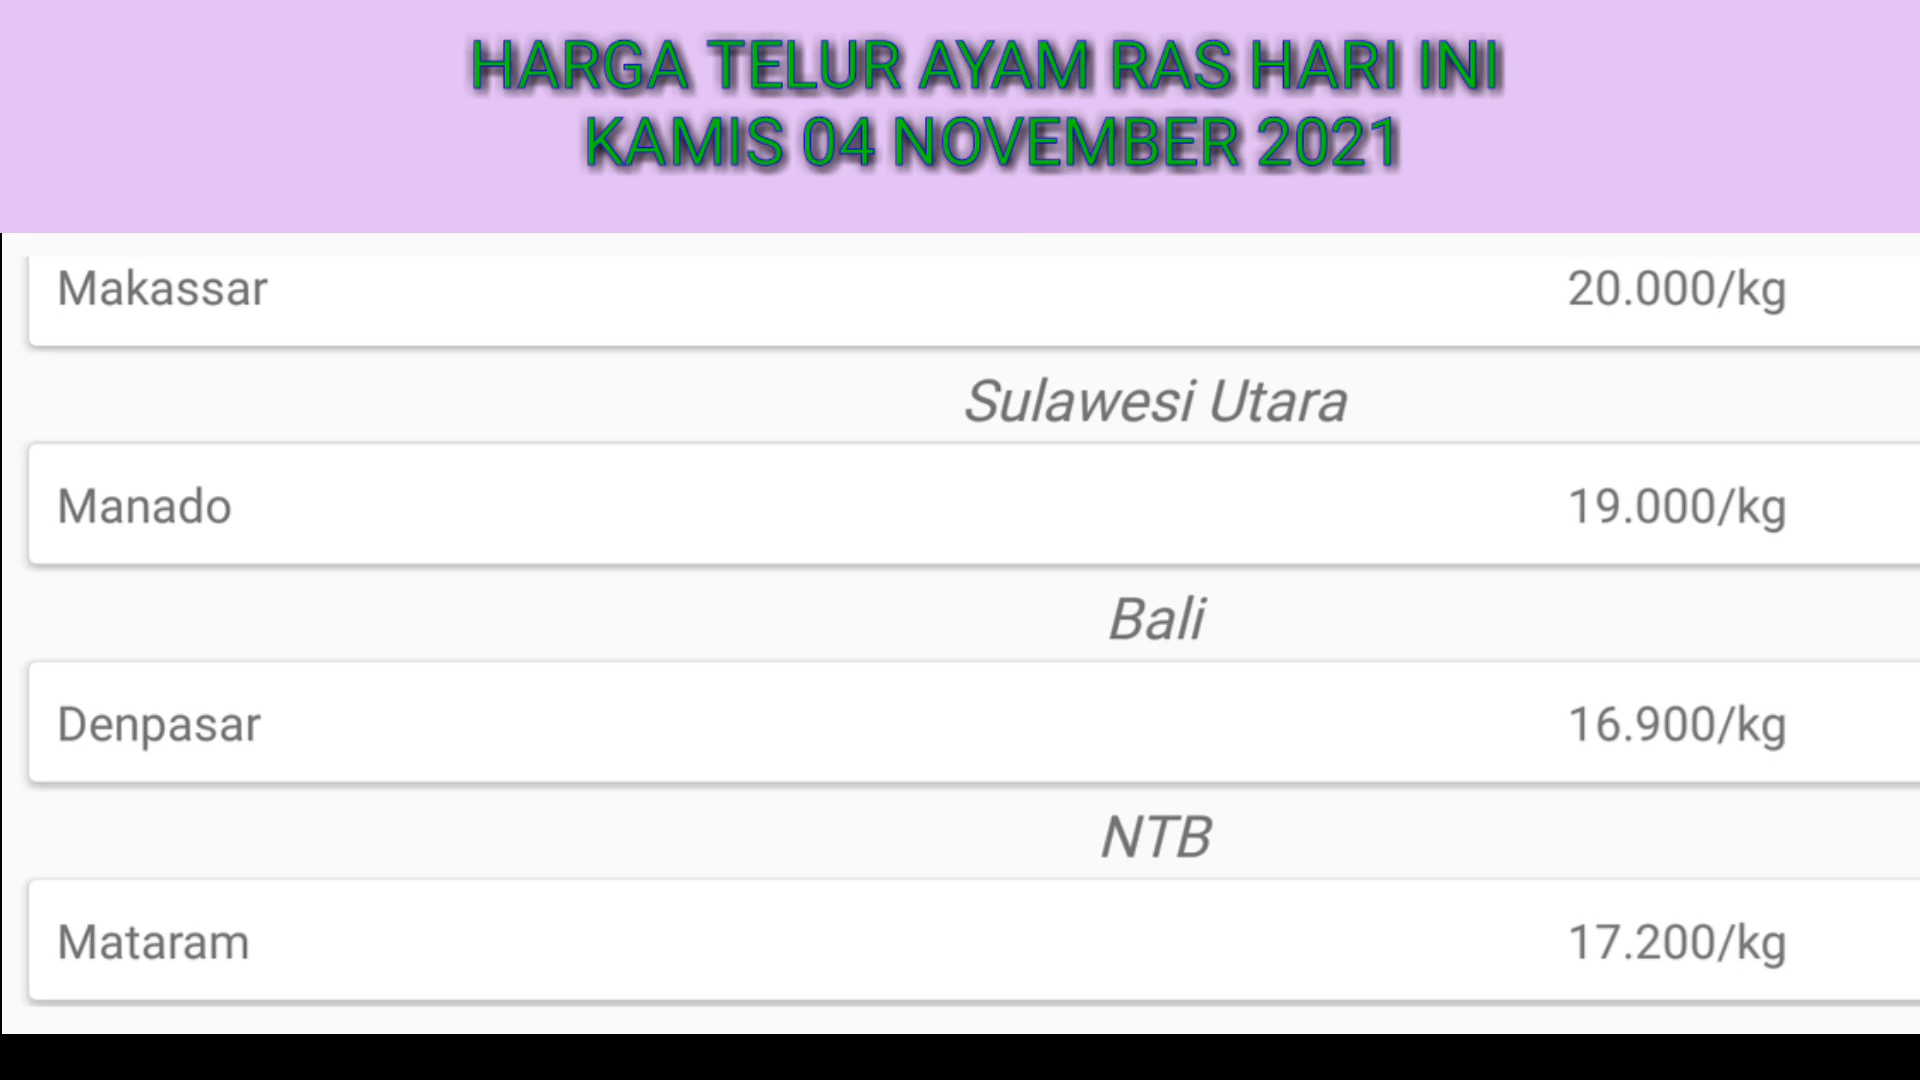 HARGA TELUR AYAM RAS HARI INI
KAMIS 04 NOVEMBER 2021
Makassar 20.000/kg
Sulawesi Utara
Manado 19.000/kg
Bali
Denpasar 16.900/kg
NTB
Mataram 17.200/kg